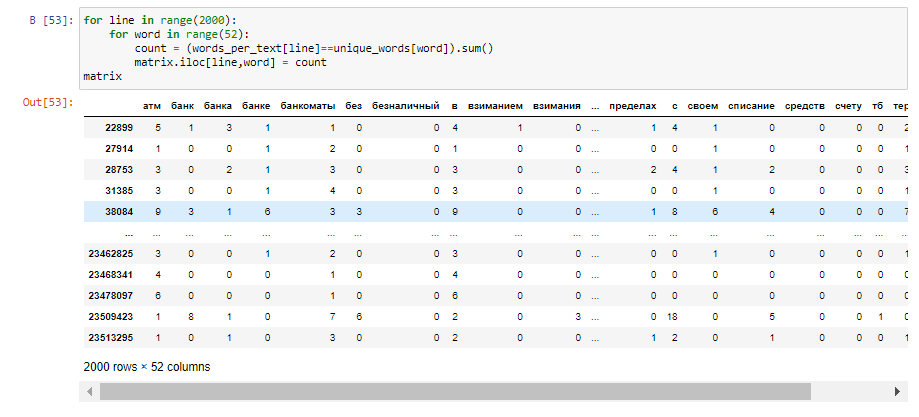 В [53]: for line in range(2000):
for word in range(52):
count = (words_per_text[line]==unique_words[word]).sum()
matrix.iloc[line,word] = count
matrix
Out[53]:
атм банк банка банке банкоматы без безналичный в взиманием взимания ... пределах с своем списание средств счету тб
22899 5 1 3 1 1 0 0 4 1 0 ... 1 4 1 0 0 0 0
27914 1 0 0 1 2 0 0 1 0 0 ... 0 0 1 0 0 0 0
28753 3 0 2 1 3 0 0 3 0 0 ... 2 4 1 2 0 0 0
31385 3 0 0 1 4 0 0 3 0 0 ... 0 0 1 0 0 0 0
38084 9 3 1 6 3 3 0 9 0 0 ... 1 8 6 4 0 0 0
... ... ... ... ... ... ... ... ... ... ... ... ... ... ... ... ... ... ...
23462825 3 0 0 1 2 0 0 3 0 0 ... 0 0 1 0 0 0 0
23468341 4 0 0 0 1 0 0 4 0 0 ... 0 0 0 0 0 0 0
23478097 6 0 0 0 1 0 0 6 0 0 ... 0 0 0 0 0 0 0
23509423 1 8 1 0 7 6 0 2 0 3 ... 0 18 0 5 0 0 1
23513295 1 0 1 0 3 0 0 2 0 0 ... 1 2 0 1 0 0 0
2000 rows × 52 columns